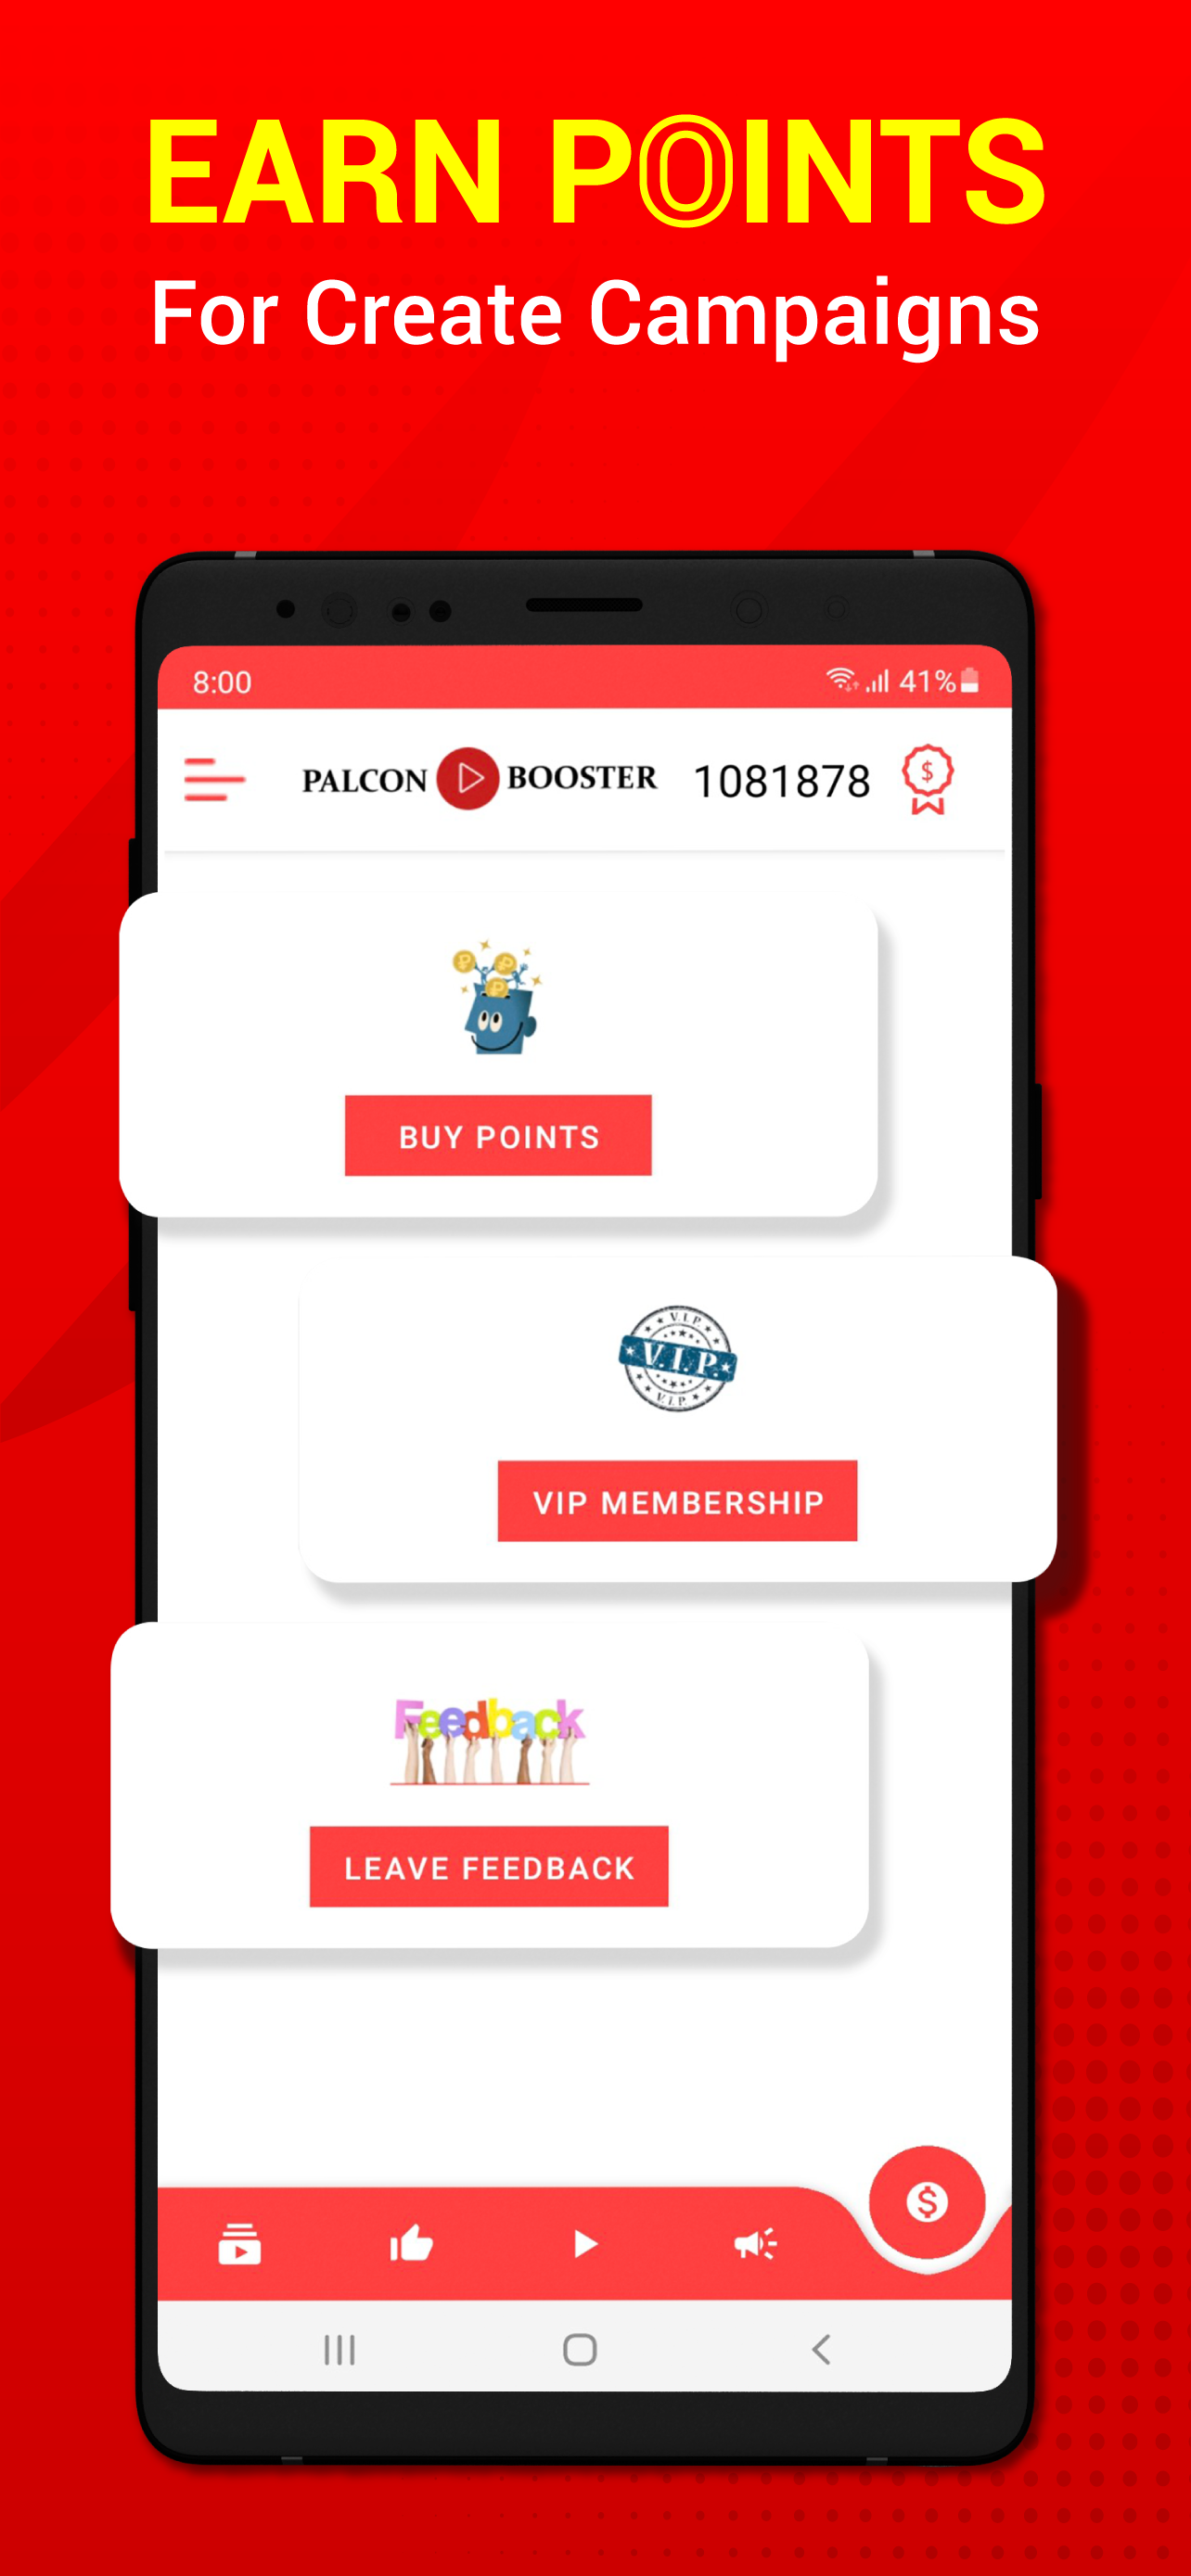 EARN POINTS
For Create Campaigns
8:00 41%
PALCON BOOSTER 1081878 $
BUY POINTS
V.I.P.
V.I.P.
V.I.P.
VIP MEMBERSHIP
Feedback
LEAVE FEEDBACK
$